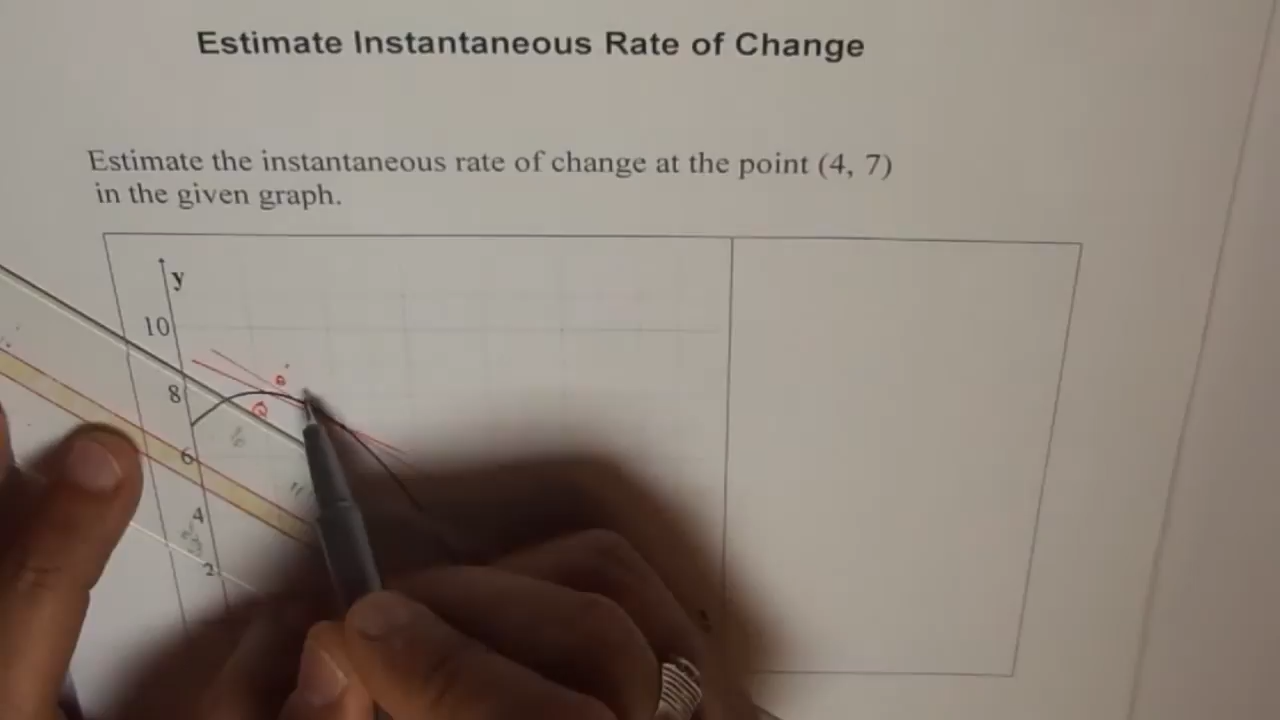 Estimate Instantaneous Rate of Change
Estimate the instantaneous rate of change at the point (4, 7)
in the given graph.
y
10
8
Q
6
4
2